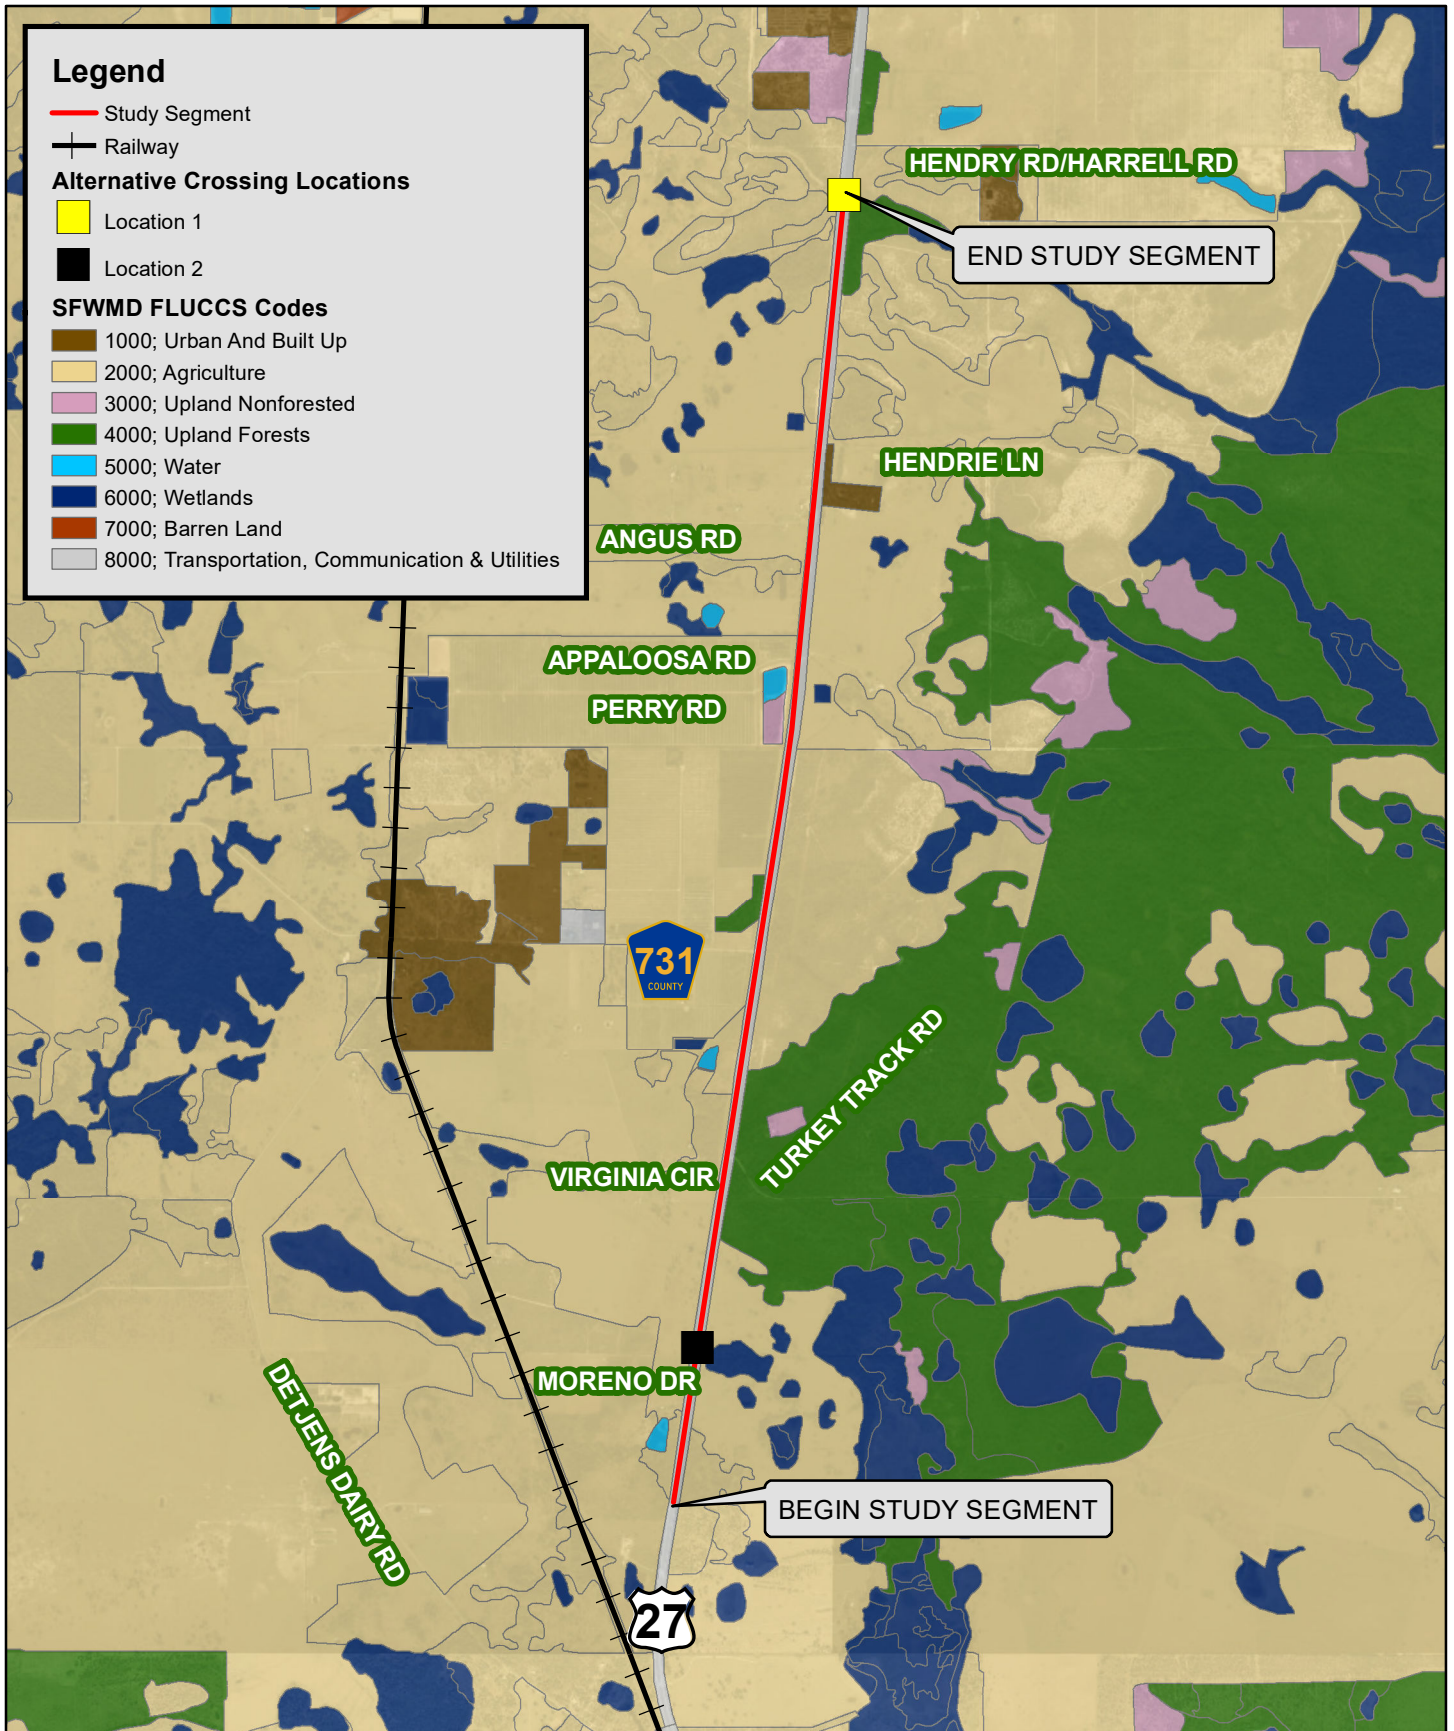 Legend
Study Segment
Railway
Alternative Crossing Locations
Location 1
Location 2
SFWMD FLUCCS Codes
1000; Urban And Built Up
2000; Agriculture
3000; Upland Nonforested
4000; Upland Forests
5000; Water
6000; Wetlands
7000; Barren Land
8000; Transportation, Communication & Utilities
HENDRY RD/HARRELL RD
END STUDY SEGMENT
HENDRIE LN
ANGUS RD
APPALOOSA RD
PERRY RD
731
COUNTY
TURKEY TRACK RD
VIRGINIA CIR
MORENO DR
DETJENS DAIRY RD
BEGIN STUDY SEGMENT
27